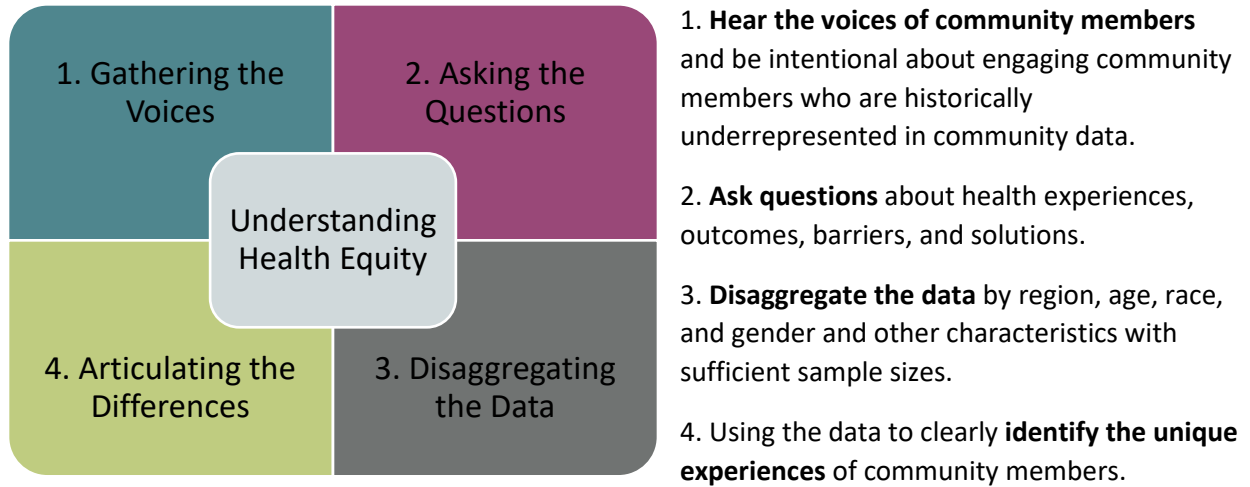 1. Gathering the
Voices
2. Asking the
Questions
Understanding
Health Equity
4. Articulating the
Differences
3. Disaggregating
the Data
1. Hear the voices of community members
and be intentional about engaging community
members who are historically
underrepresented in community data.
2. Ask questions about health experiences,
outcomes, barriers, and solutions.
3. Disaggregate the data by region, age, race,
and gender and other characteristics with
sufficient sample sizes.
4. Using the data to clearly identify the unique
experiences of community members.